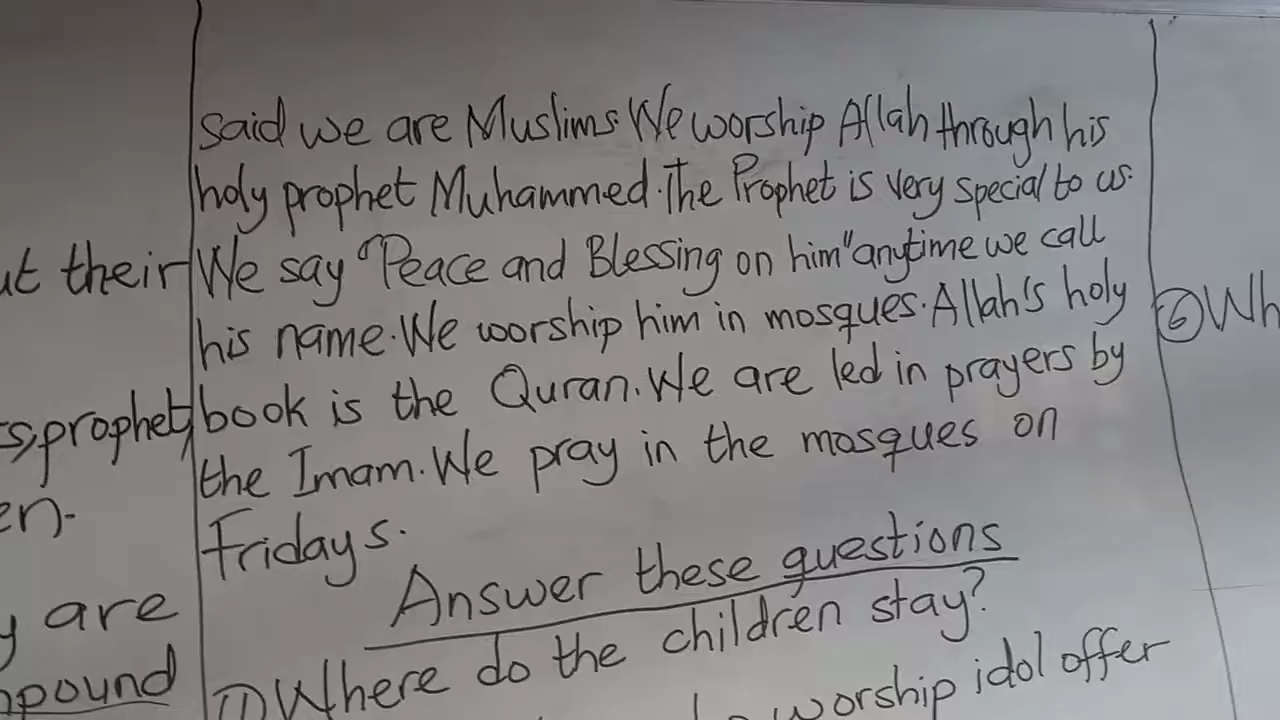 ut their
s, prophet,
en.
y are
pound
said we are Muslims We worship Allah through his
holy prophet Muhammed. The Prophet is very special to us.
We say "Peace and Blessing on him" anytime we call
his name. We worship him in mosques. Allah's holy
book is the Quran. We are led in prayers by
the Imam. We pray in the mosques on
Fridays.
Answer these questions
① Where do the children stay?
worship idol offer
⑥ Wh